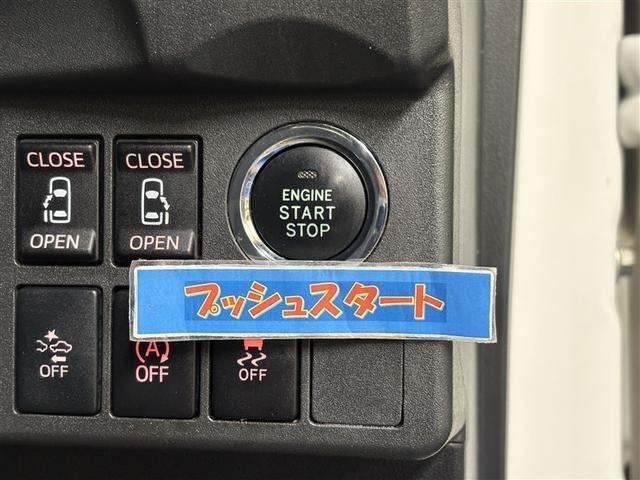 CLOSE
OPEN
CLOSE
OPEN
ENGINE
START
STOP
プッシュスタート
OFF
A
OFF
OFF